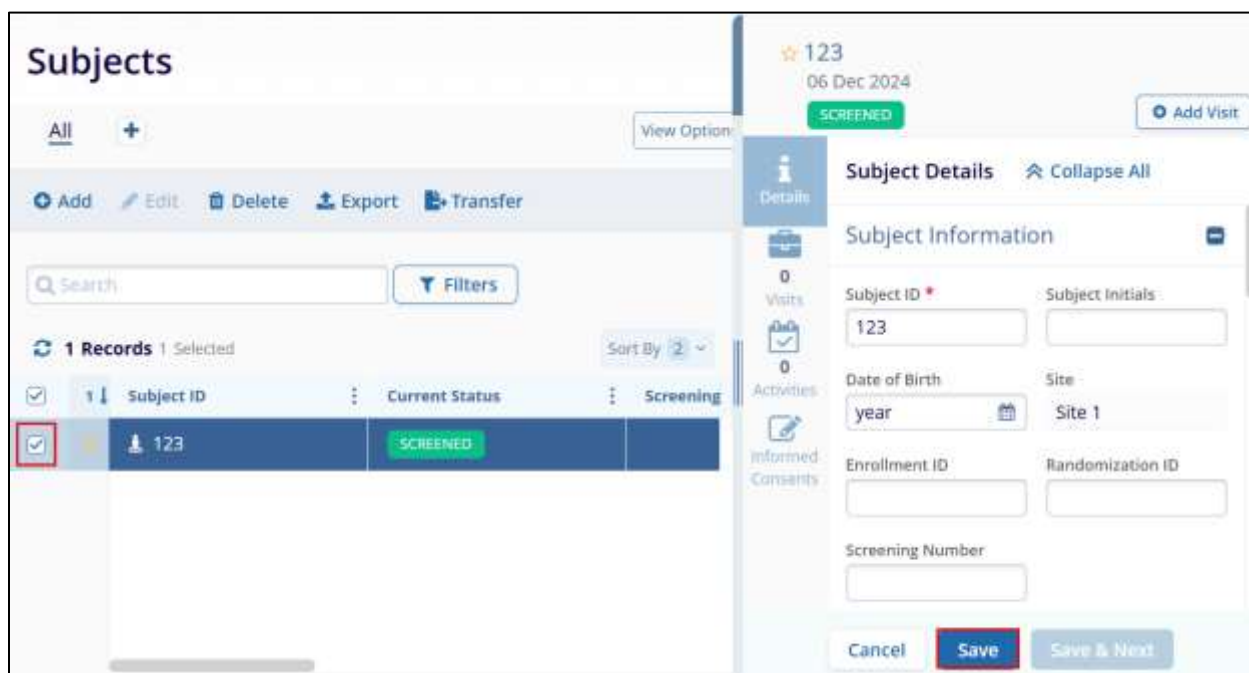 Subjects
All
View Option
Add Edit Delete Export Transfer
Search
Filters
1 Records 1 Selected
Sort By 2
1 Subject ID Current Status Screening
123 SCREENED
123
06 Dec 2024
SCREENED
Add Visit
Details
0
Visits
0
Activities
Informed
Consents
Subject Details Collapse All
Subject Information
Subject ID * Subject Initials
123
Date of Birth Site
year Site 1
Enrollment ID Randomization ID
Screening Number
Cancel Save Save & Next